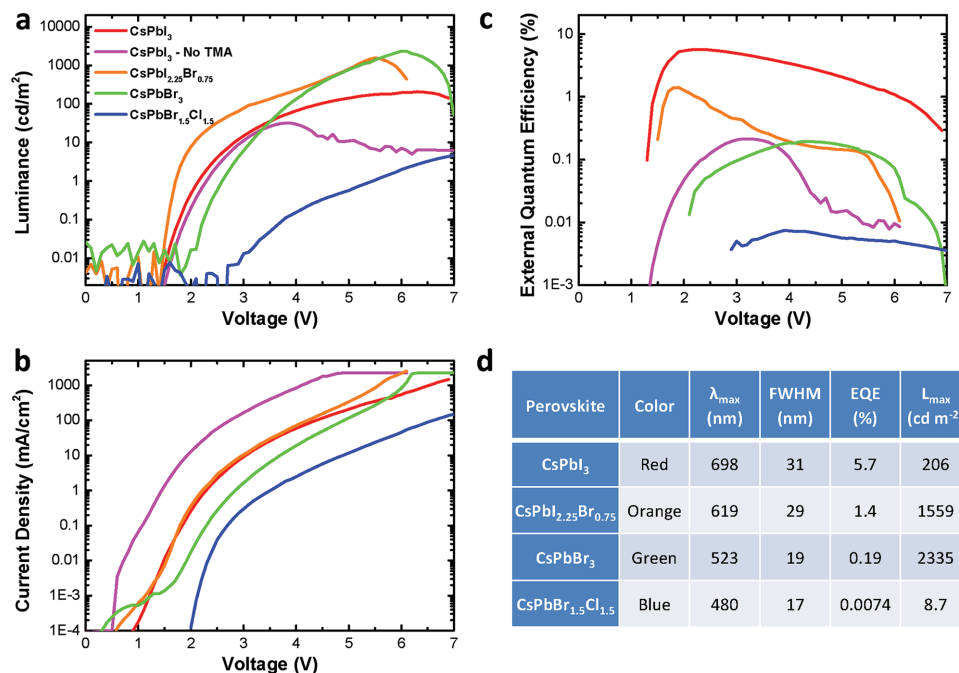 a
Luminance (cd/m²)
10000
1000
100
10
1
0.1
0.01
CsPbI₃
CsPbI₃ - No TMA
CsPbI₂.₂₅Br₀.₇₅
CsPbBr₃
CsPbBr₁.₅Cl₁.₅
0 1 2 3 4 5 6 7
Voltage (V)
b
Current Density (mA/cm²)
1000
100
10
1
0.1
0.01
1E-3
1E-4
0 1 2 3 4 5 6 7
Voltage (V)
c
External Quantum Efficiency (%)
10
1
0.1
0.01
1E-3
0 1 2 3 4 5 6 7
Voltage (V)
d
Perovskite Color λmax (nm) FWHM (nm) EQE (%) Lmax (cd m⁻²)
CsPbI₃ Red 698 31 5.7 206
CsPbI₂.₂₅Br₀.₇₅ Orange 619 29 1.4 1559
CsPbBr₃ Green 523 19 0.19 2335
CsPbBr₁.₅Cl₁.₅ Blue 480 17 0.0074 8.7